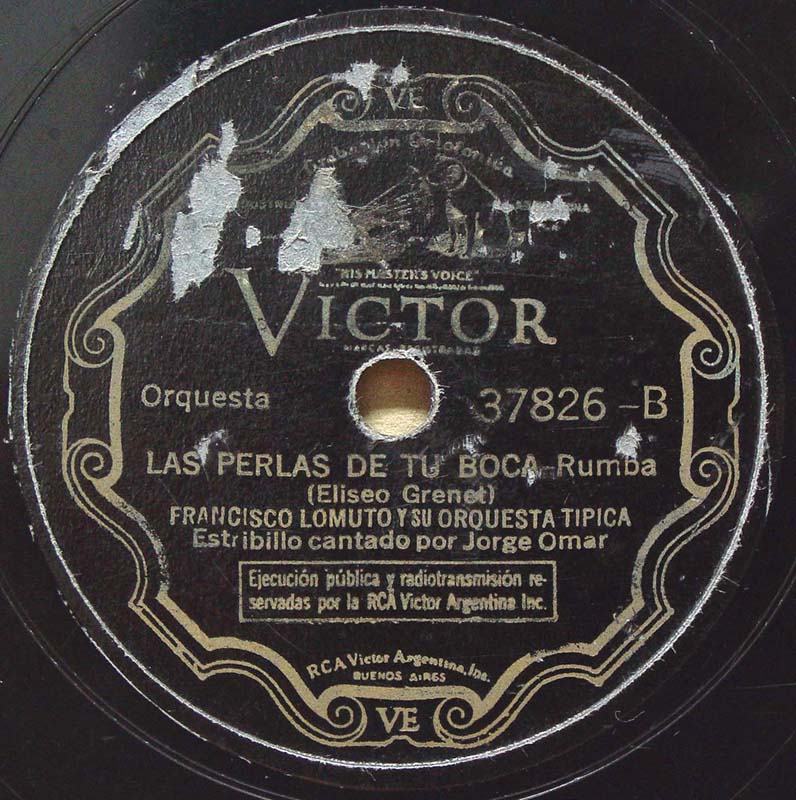 VE
"HIS MASTER'S VOICE"
VICTOR
MARCAS REGISTRADAS
Orquesta 37826-B
LAS PERLAS DE TU BOCA-Rumba
(Eliseo Grenet)
FRANCISCO LOMUTO Y SU ORQUESTA TIPICA
Estribillo cantado por Jorge Omar
Ejecución pública y radiotransmisión re-
servadas por la RCA Victor Argentina Inc.
RCA Victor Argentina, Inc.
BUENOS AIRES
VE